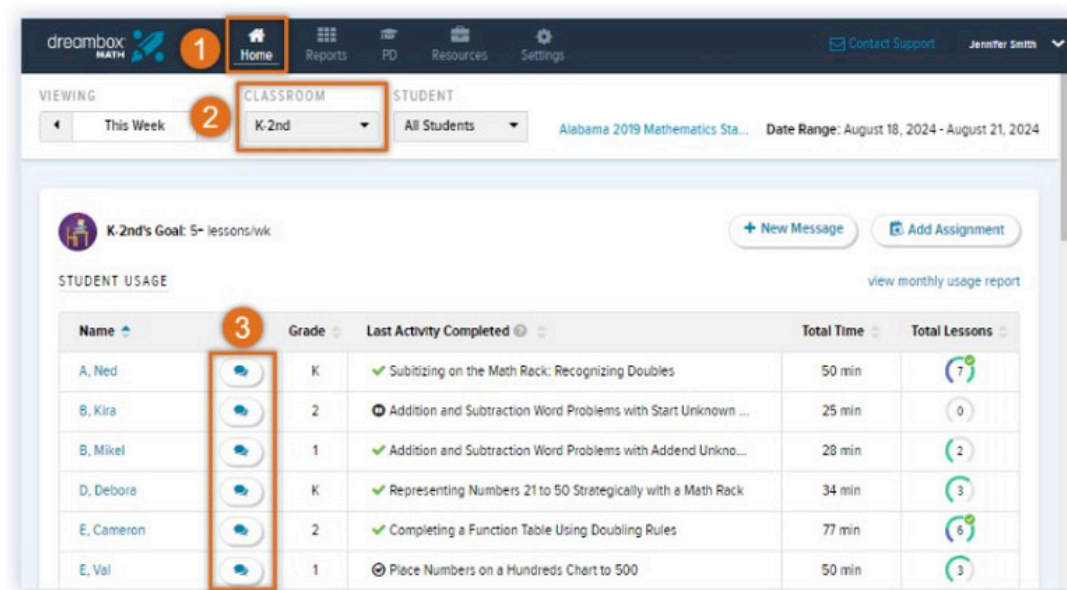 dreambox
MATH
1
Home
Reports
PD
Resources
Settings
Contact Support
Jennifer Smith
VIEWING
This Week
2
CLASSROOM
K-2nd
STUDENT
All Students
Alabama 2019 Mathematics Sta...
Date Range: August 18, 2024 - August 21, 2024
K-2nd's Goal: 5+ lessons/wk
+ New Message
Add Assignment
STUDENT USAGE
view monthly usage report
Name 3 Grade Last Activity Completed ? Total Time Total Lessons
A, Ned K Subitizing on the Math Rack: Recognizing Doubles 50 min 7
B, Kira 2 Addition and Subtraction Word Problems with Start Unknown ... 25 min 0
B, Mikel 1 Addition and Subtraction Word Problems with Addend Unkno... 28 min 2
D, Debora K Representing Numbers 21 to 50 Strategically with a Math Rack 34 min 3
E, Cameron 2 Completing a Function Table Using Doubling Rules 77 min 6
E, Val 1 Place Numbers on a Hundreds Chart to 500 50 min 3